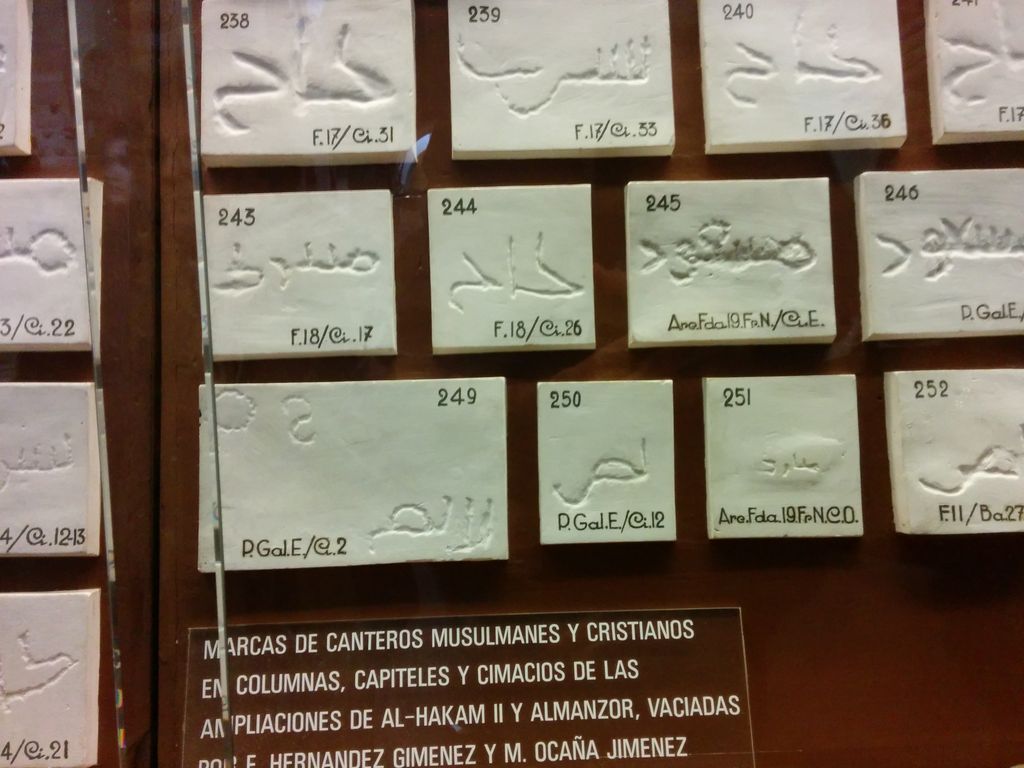 238
F.17/Ci.31
239
F.17/Ci.33
240
F.17/Ci.36
241
F.17
3/Ci.22
243
F.18/Ci.17
244
F.18/Ci.26
245
Arc.Fda.19.Fr.N./Ci.E.
246
P.Gal.E./
4/Ci.12-13
249
P.Gal.E./Ci.2
250
P.Gal.E./Ci.12
251
Arc.Fda.19.Fr.N.C.O.
252
F.11/Ba.27
4/Ci.21
MARCAS DE CANTEROS MUSULMANES Y CRISTIANOS
EN COLUMNAS, CAPITELES Y CIMACIOS DE LAS
AMPLIACIONES DE AL-HAKAM II Y ALMANZOR, VACIADAS
POR F. HERNANDEZ GIMENEZ Y M. OCAÑA JIMENEZ